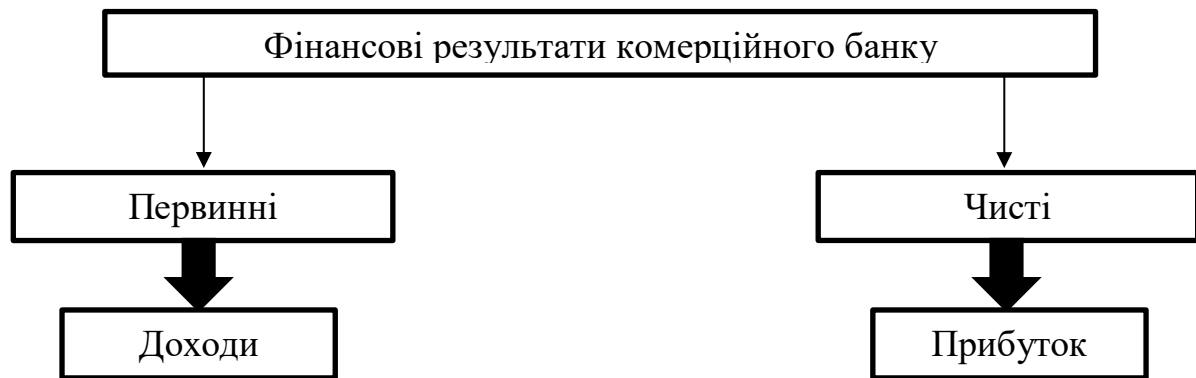 Фінансові результати комерційного банку
Первинні
Чисті
Доходи
Прибуток